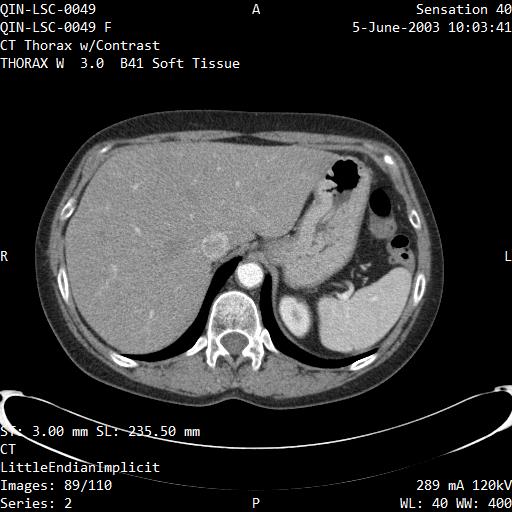 QIN-LSC-0049
A
Sensation 40
QIN-LSC-0049 F
5-June-2003 10:03:41
CT Thorax w/Contrast
THORAX W 3.0 B41 Soft Tissue
R
L
ST: 3.00 mm SL: 235.50 mm
CT
LittleEndianImplicit
Images: 89/110
289 mA 120kV
Series: 2
P
WL: 40 WW: 400